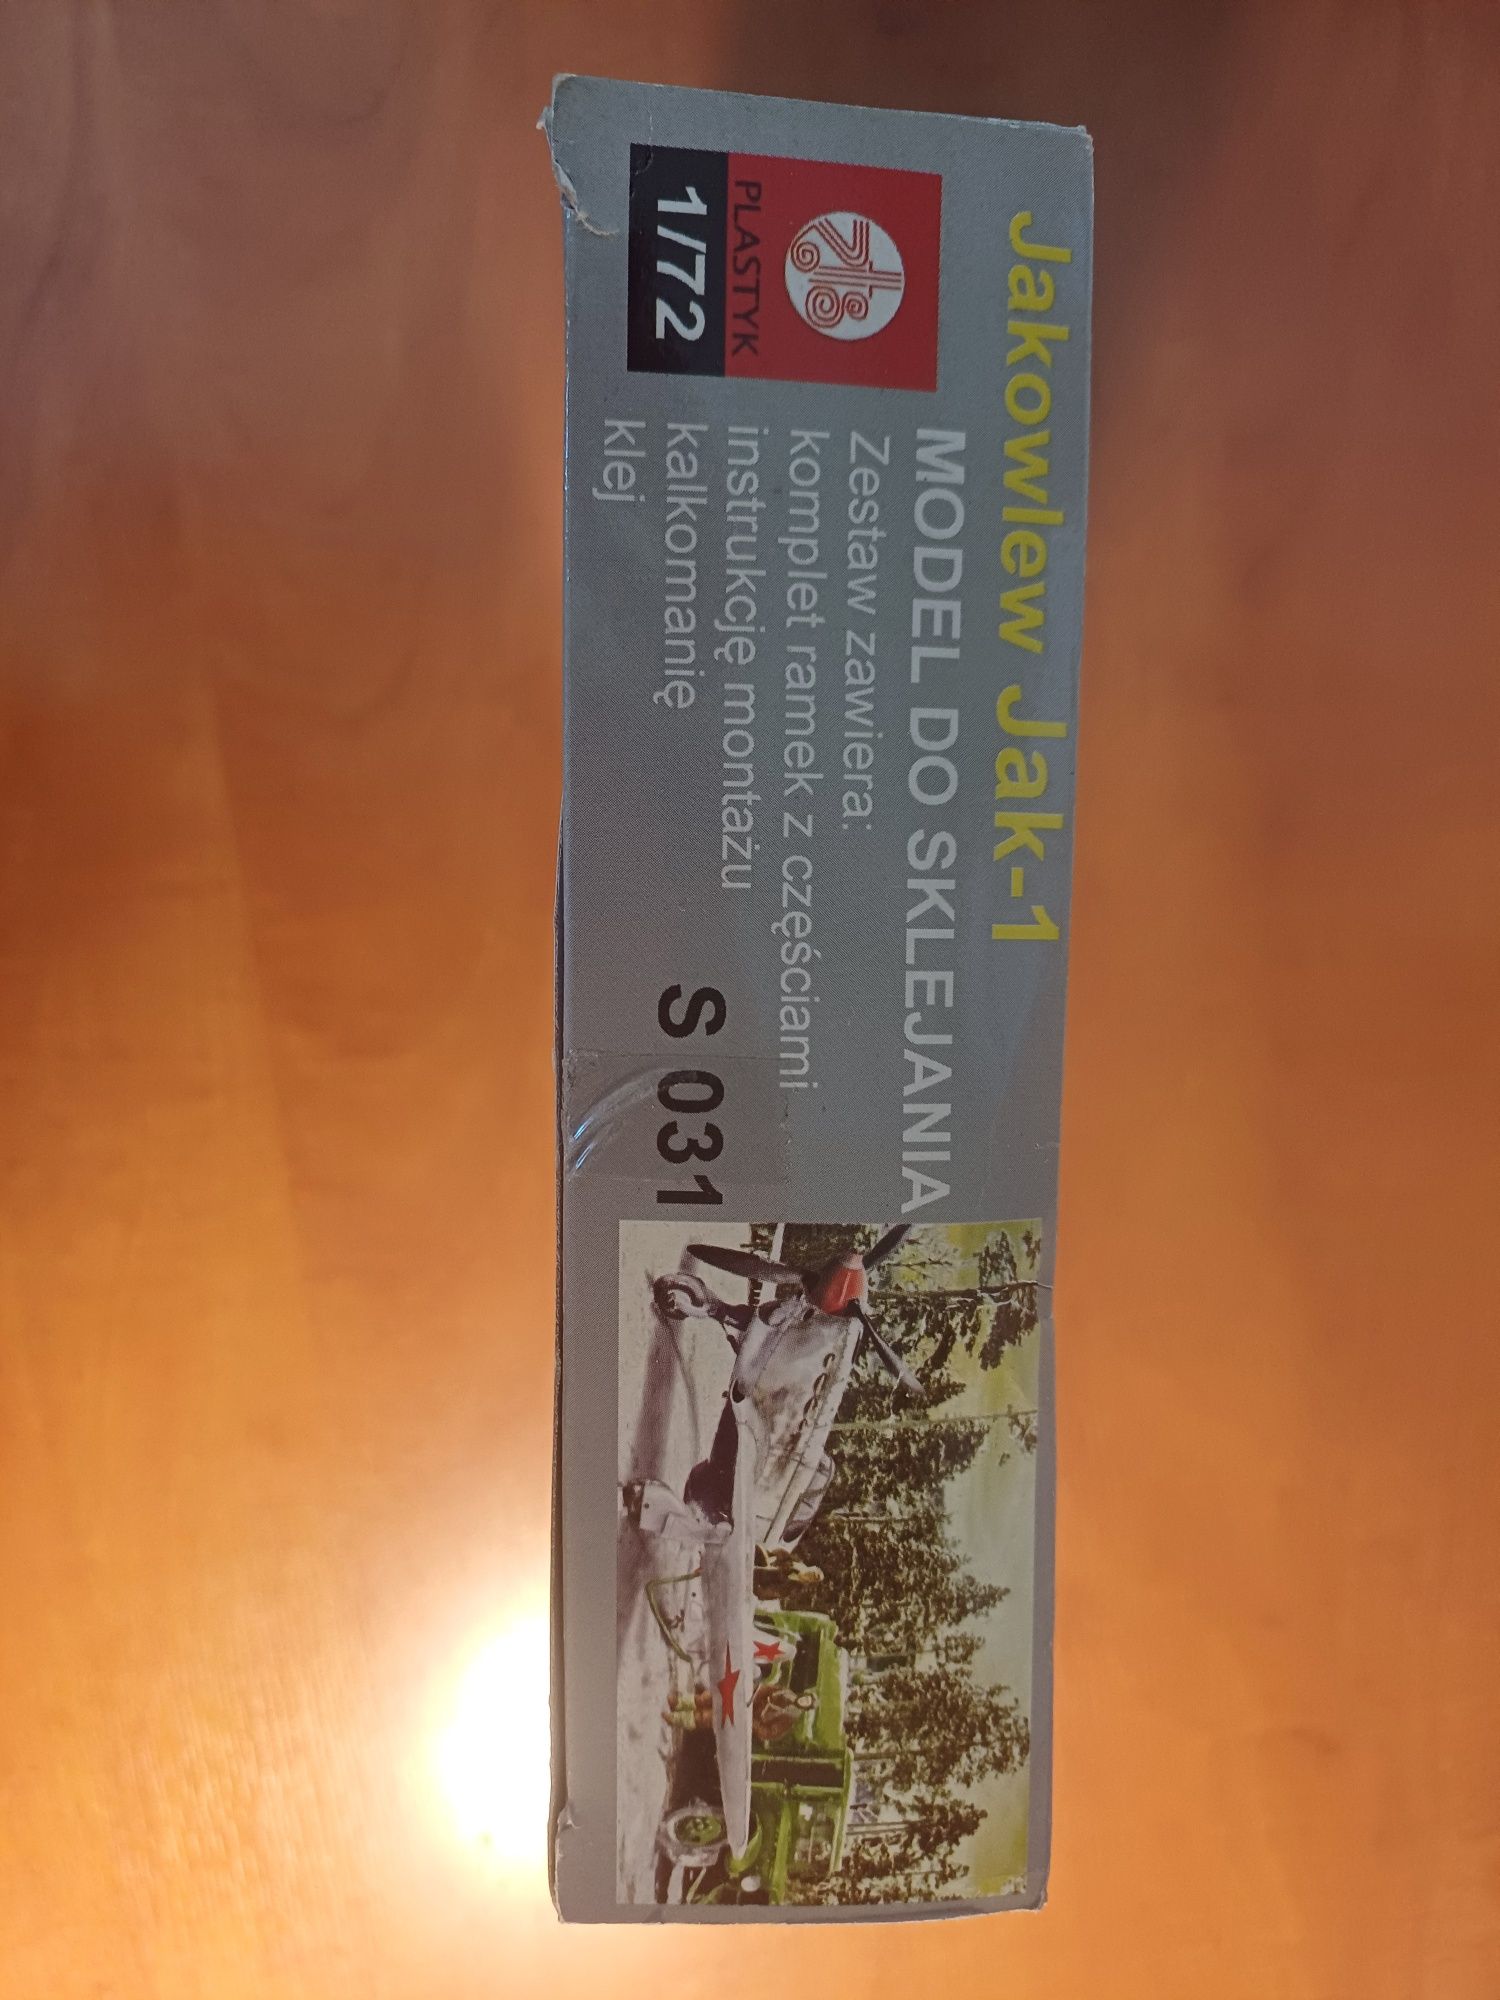 Jakowlew Jak-1
ZTS
PLASTYK
1/72
MODEL DO SKLEJANIA
Zestaw zawiera:
komplet ramek z częściami
instrukcję montażu
kalkomanię
klej
S 031